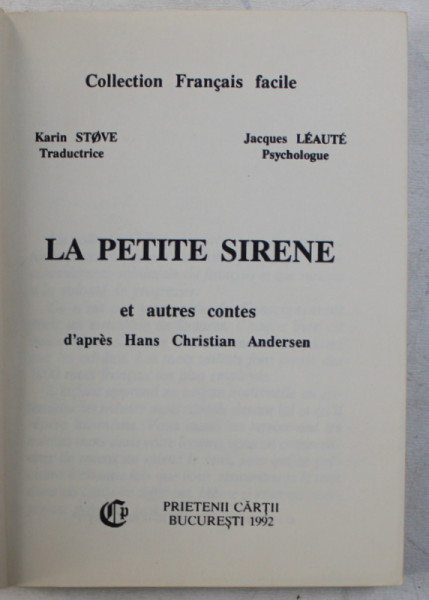 Collection Français facile
Karin STØVE
Traductrice
Jacques LÉAUTÉ
Psychologue
LA PETITE SIRENE
et autres contes
d'après Hans Christian Andersen
Cp
PRIETENII CĂRȚII
BUCUREȘTI 1992